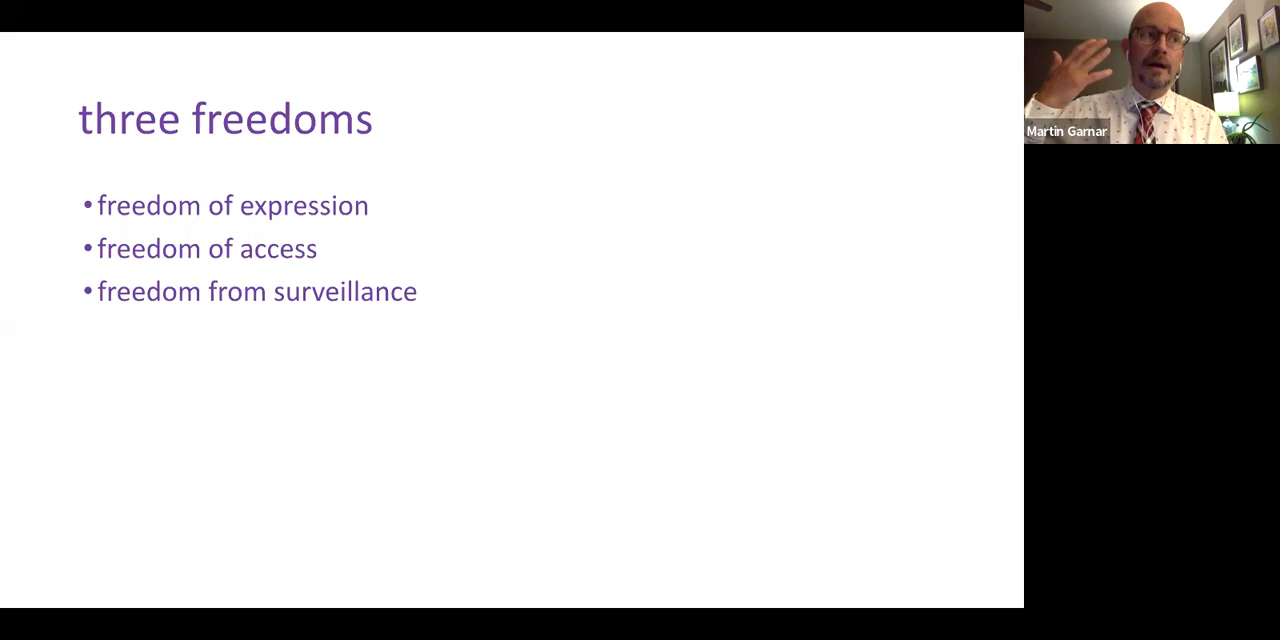 three freedoms
•freedom of expression
•freedom of access
•freedom from surveillance
Martin Garnar